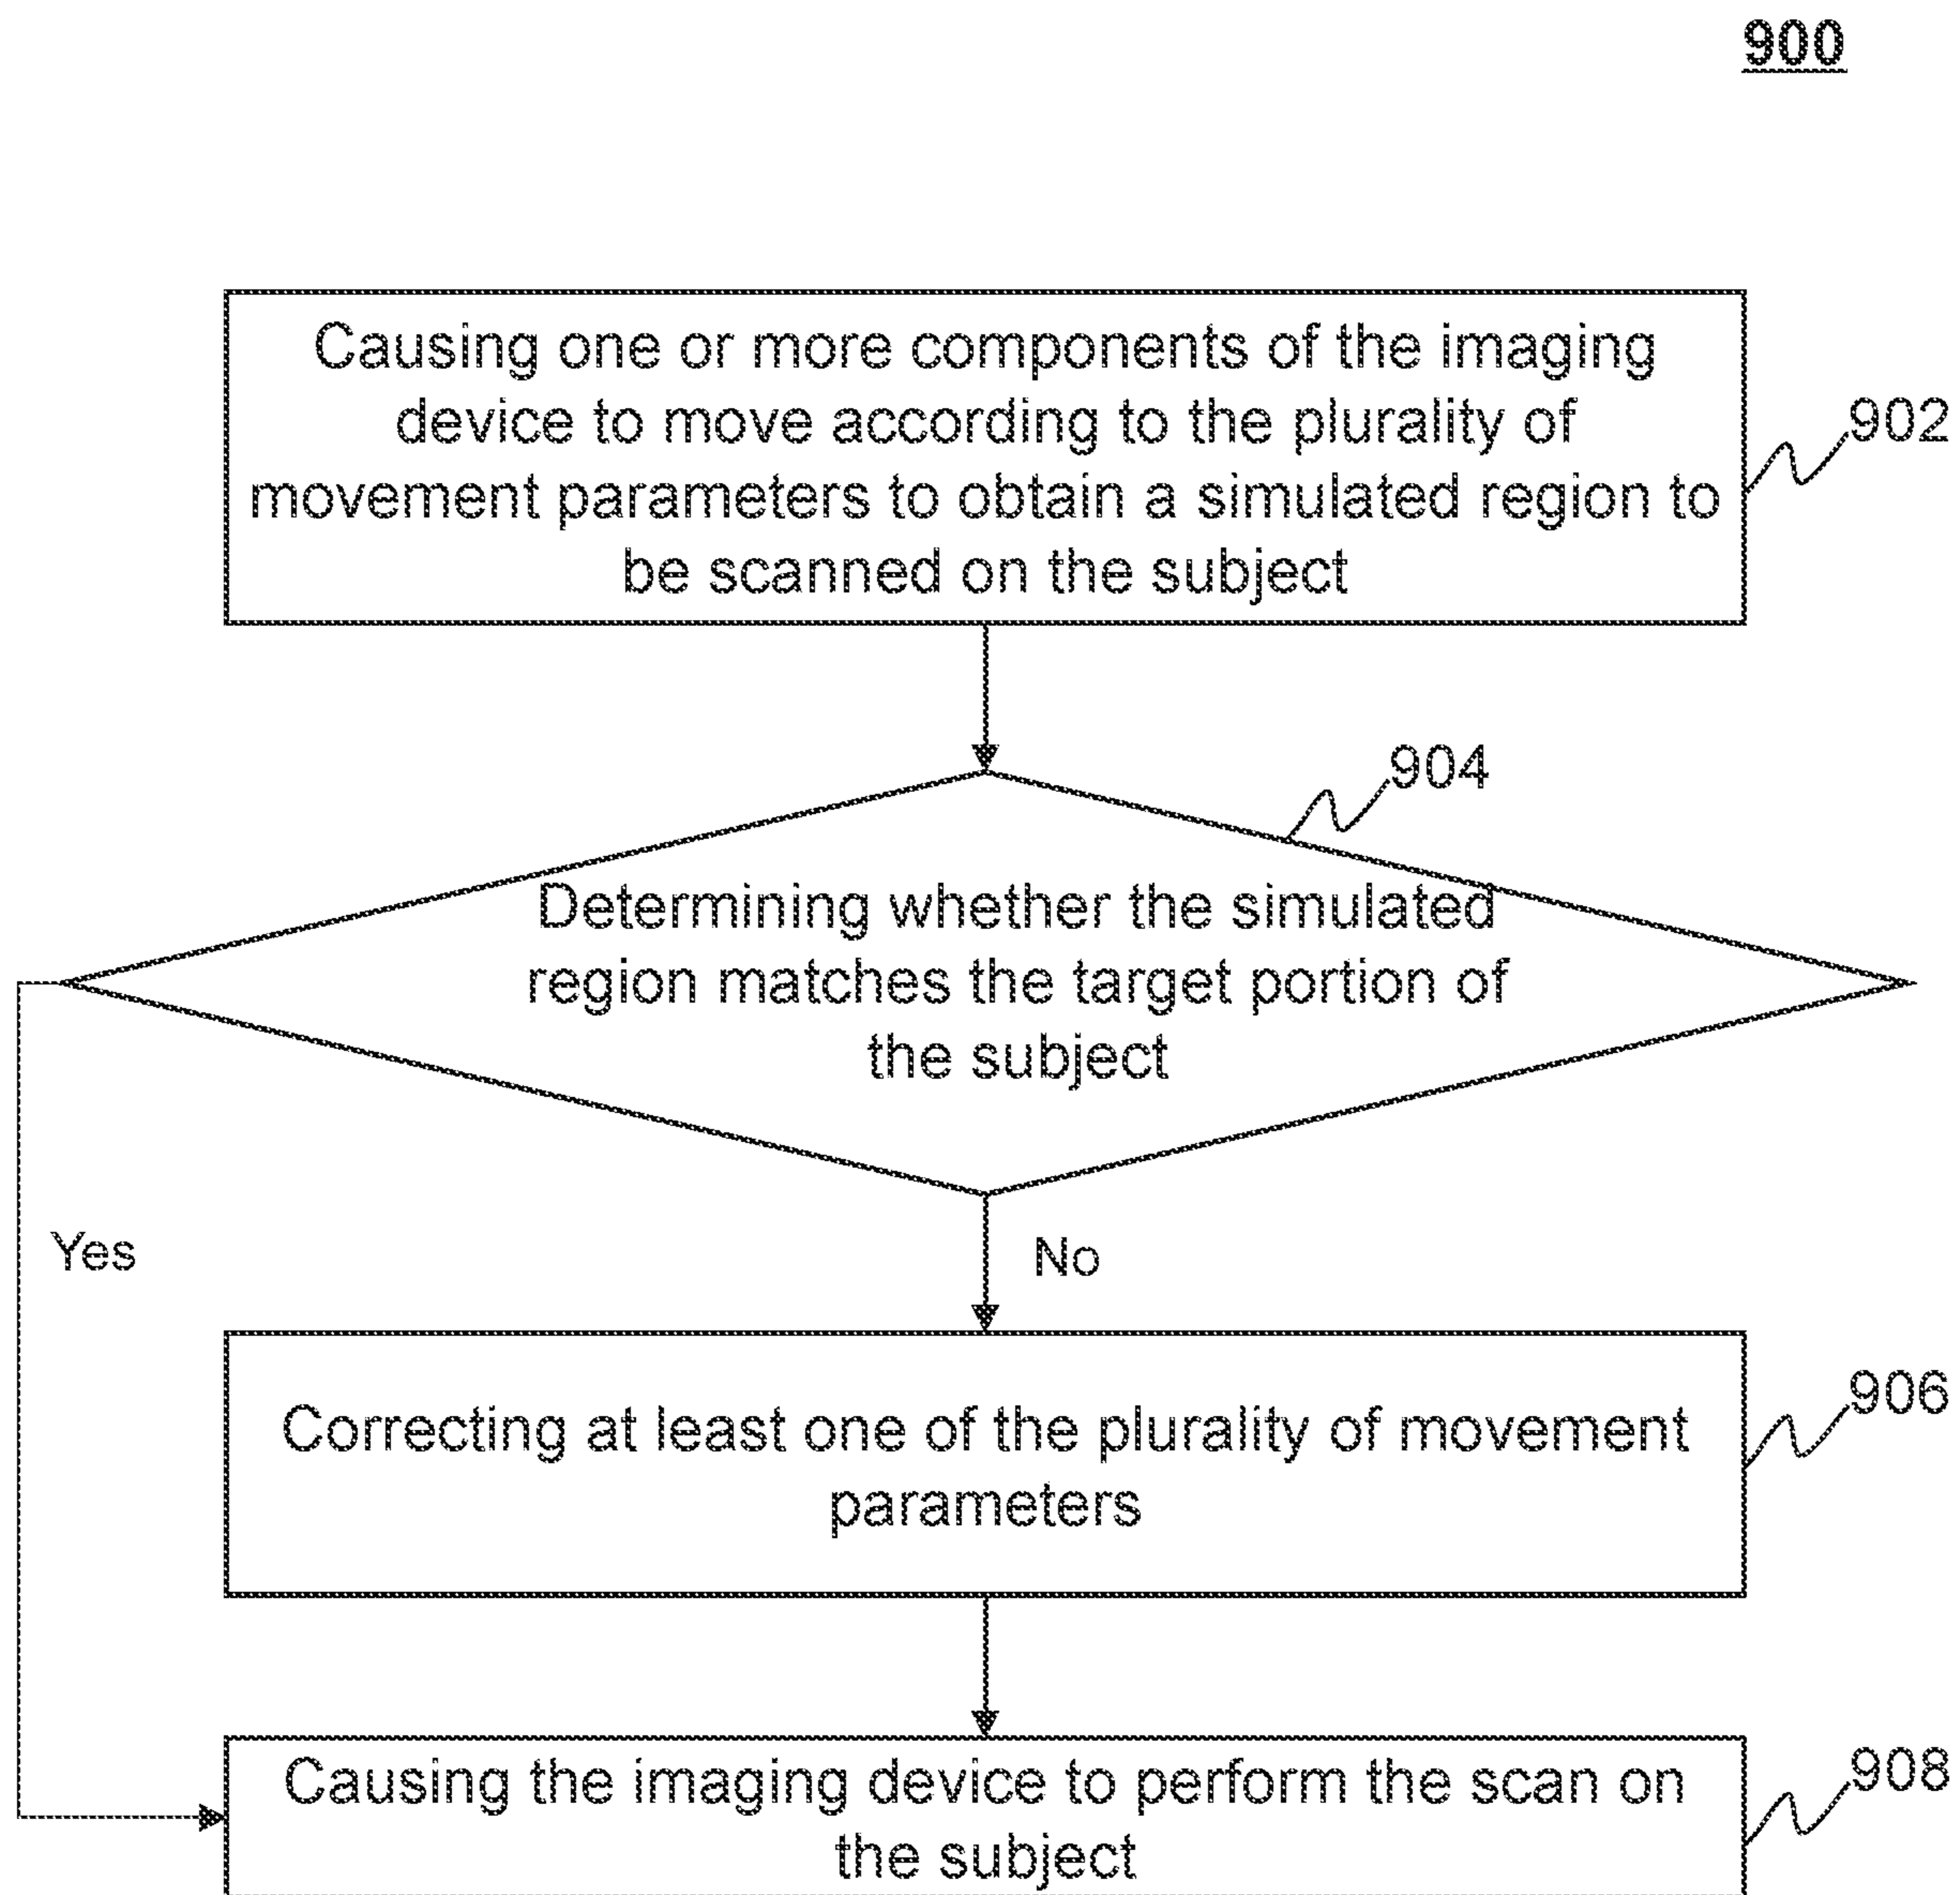 900
Causing one or more components of the imaging
device to move according to the plurality of
movement parameters to obtain a simulated region to
be scanned on the subject
902
904
Determining whether the simulated
region matches the target portion of
the subject
Yes
No
Correcting at least one of the plurality of movement
parameters
906
Causing the imaging device to perform the scan on
the subject
908